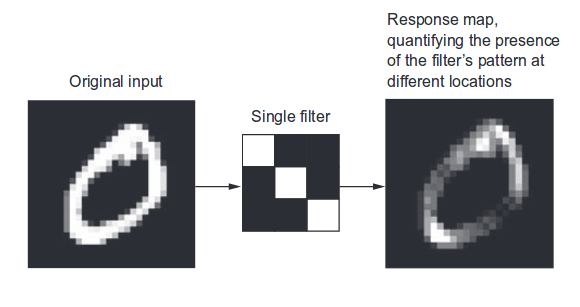 Original input
Single filter
Response map,
quantifying the presence
of the filter’s pattern at
different locations